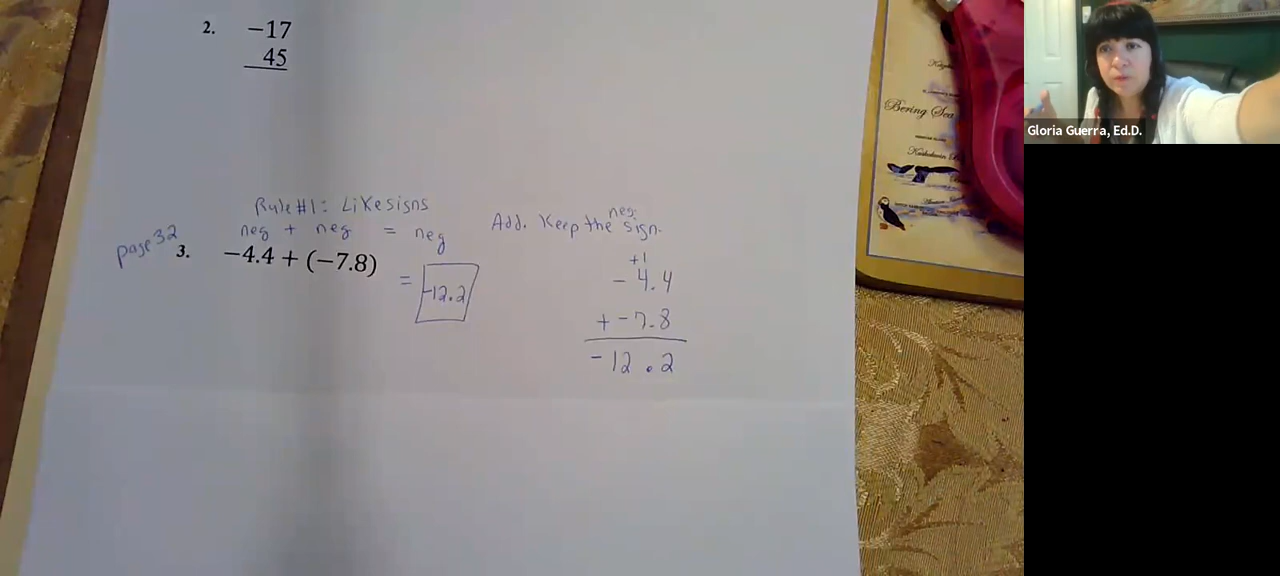 2. −17
45
Rule #1: Like signs
neg + neg = neg
neg.
Add. Keep the sign.
page 32
3. −4.4 + (−7.8)
= -12.2
+1
- 4.4
+ -7.8
-12.2
Bering Sea
Gloria Guerra, Ed.D.